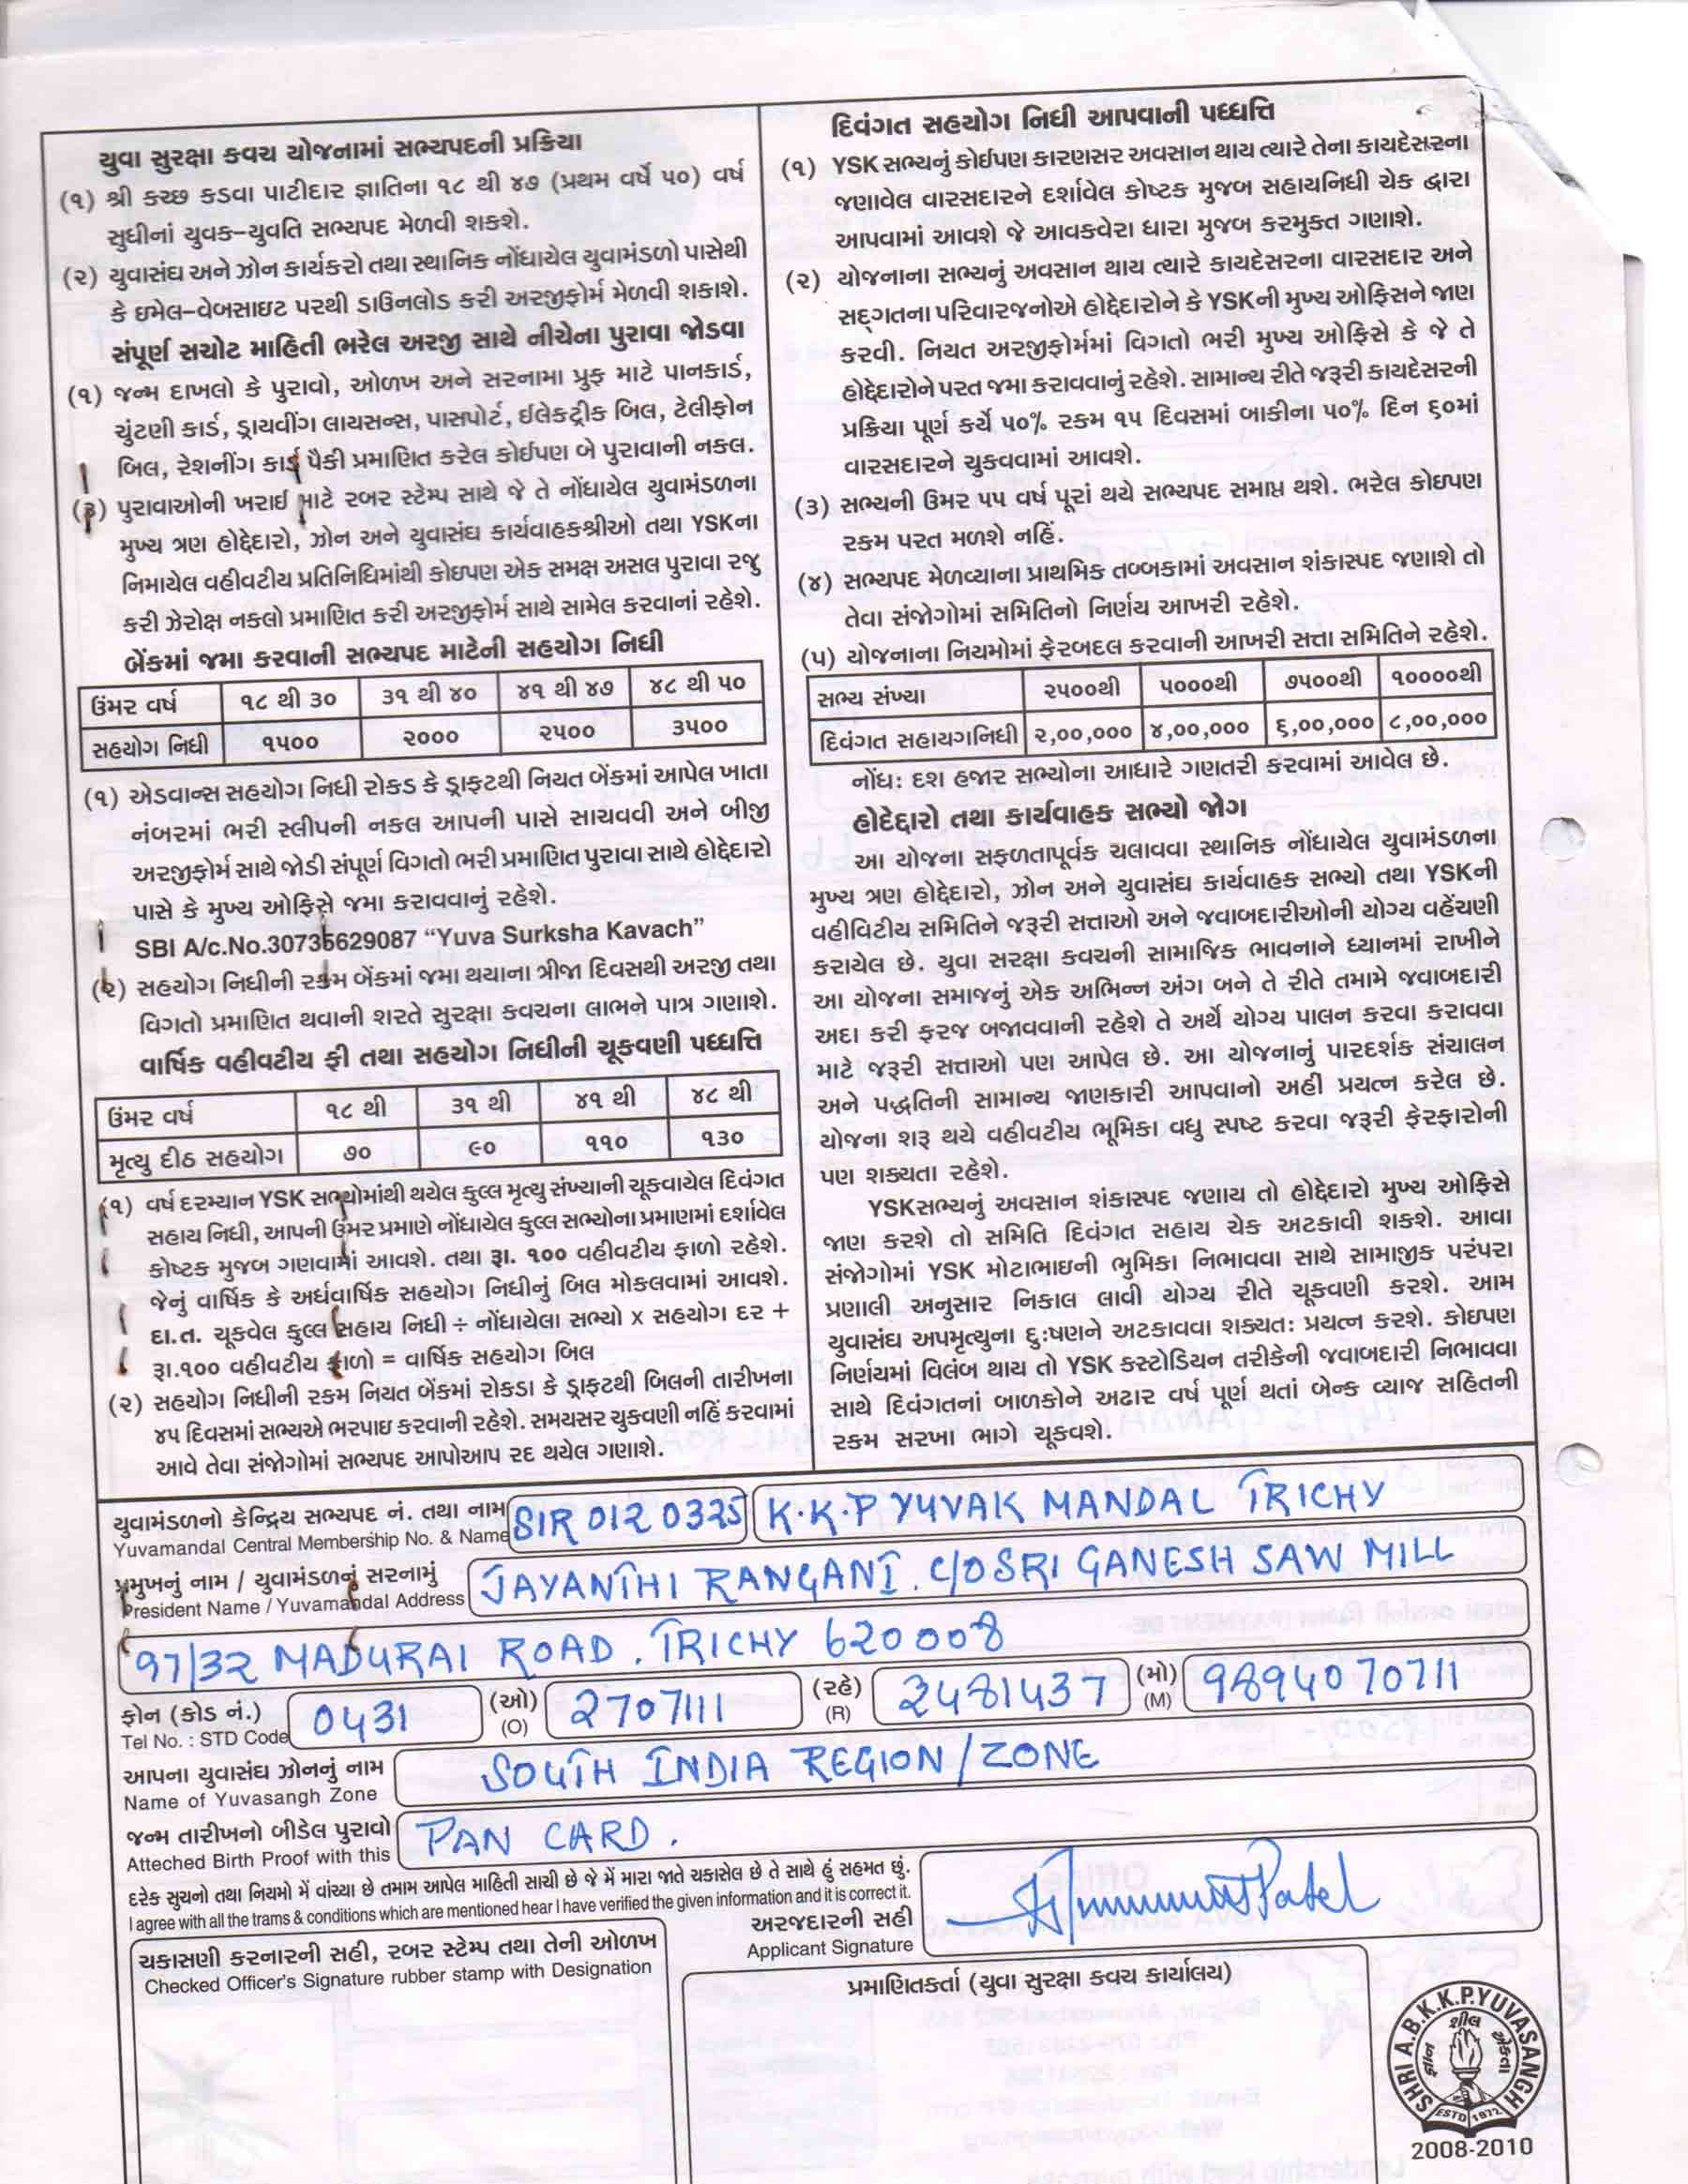 યુવા સુરક્ષા કવચ યોજનામાં સભ્યપદની પ્રક્રિયા
(૧) શ્રી કચ્છ કડવા પાટીદાર જ્ઞાતિના ૧૮ થી ૪૭ (પ્રથમ વર્ષે ૫૦) વર્ષ
સુધીનાં યુવક–યુવતિ સભ્યપદ મેળવી શકશે.
(૨) યુવાસંઘ અને ઝોન કાર્યકરો તથા સ્થાનિક નોંધાયેલ યુવામંડળો પાસેથી
કે ઇમેલ–વેબસાઇટ પરથી ડાઉનલોડ કરી અરજીફોર્મ મેળવી શકાશે.
સંપૂર્ણ સચોટ માહિતી ભરેલ અરજી સાથે નીચેના પુરાવા જોડવા
(૧) જન્મ દાખલો કે પુરાવો, ઓળખ અને સરનામા પ્રુફ માટે પાનકાર્ડ,
ચુંટણી કાર્ડ, ડ્રાયવીંગ લાયસન્સ, પાસપોર્ટ, ઈલેકટ્રીક બિલ, ટેલીફોન
બિલ, રેશનીંગ કાર્ડ પૈકી પ્રમાણિત કરેલ કોઈપણ બે પુરાવાની નકલ.
(૩) પુરાવાઓની ખરાઈ માટે રબર સ્ટેમ્પ સાથે જે તે નોંધાયેલ યુવામંડળના
મુખ્ય ત્રણ હોદ્દેદારો, ઝોન અને યુવાસંઘ કાર્યવાહકશ્રીઓ તથા YSKના
નિમાયેલ વહીવટીય પ્રતિનિધિમાંથી કોઇપણ એક સમક્ષ અસલ પુરાવા રજુ
કરી ઝેરોક્ષ નકલો પ્રમાણિત કરી અરજીફોર્મ સાથે સામેલ કરવાનાં રહેશે.
બેંકમાં જમા કરવાની સભ્યપદ માટેની સહયોગ નિધી
ઉંમર વર્ષ ૧૮ થી ૩૦ ૩૧ થી ૪૦ ૪૧ થી ૪૭ ૪૮ થી ૫૦
સહયોગ નિધી ૧૫૦૦ ૨૦૦૦ ૨૫૦૦ ૩૫૦૦
(૧) એડવાન્સ સહયોગ નિધી રોકડ કે ડ્રાફટથી નિયત બેંકમાં આપેલ ખાતા
નંબરમાં ભરી સ્લીપની નકલ આપની પાસે સાચવવી અને બીજી
અરજીફોર્મ સાથે જોડી સંપૂર્ણ વિગતો ભરી પ્રમાણિત પુરાવા સાથે હોદ્દેદારો
પાસે કે મુખ્ય ઓફિસે જમા કરાવવાનું રહેશે.
SBI A/c.No.30735629087 “Yuva Surksha Kavach”
(૨) સહયોગ નિધીની રકમ બેંકમાં જમા થયાના ત્રીજા દિવસથી અરજી તથા
વિગતો પ્રમાણિત થવાની શરતે સુરક્ષા કવચના લાભને પાત્ર ગણાશે.
વાર્ષિક વહીવટીય ફી તથા સહયોગ નિધીની ચૂકવણી પધ્ધતિ
ઉંમર વર્ષ ૧૮ થી ૩૧ થી ૪૧ થી ૪૮ થી
મૃત્યુ દીઠ સહયોગ ૭૦ ૯૦ ૧૧૦ ૧૩૦
(૧) વર્ષ દરમ્યાન YSK સભ્યોમાંથી થયેલ કુલ્લ મૃત્યુ સંખ્યાની ચૂકવાયેલ દિવંગત
સહાય નિધી, આપની ઉંમર પ્રમાણે નોંધાયેલ કુલ્લ સભ્યોના પ્રમાણમાં દર્શાવેલ
કોષ્ટક મુજબ ગણવામાં આવશે. તથા રૂા. ૧૦૦ વહીવટીય ફાળો રહેશે.
જેનું વાર્ષિક કે અર્ધવાર્ષિક સહયોગ નિધીનું બિલ મોકલવામાં આવશે.
દા.ત. ચૂકવેલ કુલ્લ સહાય નિધી ÷ નોંધાયેલા સભ્યો x સહયોગ દર +
રૂા.૧૦૦ વહીવટીય ફાળો = વાર્ષિક સહયોગ બિલ
(૨) સહયોગ નિધીની રકમ નિયત બેંકમાં રોકડા કે ડ્રાફટથી બિલની તારીખના
૪૫ દિવસમાં સભ્યએ ભરપાઇ કરવાની રહેશે. સમયસર ચુકવણી નહિં કરવામાં
આવે તેવા સંજોગોમાં સભ્યપદ આપોઆપ રદ થયેલ ગણાશે.
દિવંગત સહયોગ નિધી આપવાની પધ્ધતિ
(૧) YSK સભ્યનું કોઈપણ કારણસર અવસાન થાય ત્યારે તેના કાયદેસરના
જણાવેલ વારસદારને દર્શાવેલ કોષ્ટક મુજબ સહાયનિધી ચેક દ્વારા
આપવામાં આવશે જે આવકવેરા ધારા મુજબ કરમુકત ગણાશે.
(૨) યોજનાના સભ્યનું અવસાન થાય ત્યારે કાયદેસરના વારસદાર અને
સદ્ગતના પરિવારજનોએ હોદ્દેદારોને કે YSKની મુખ્ય ઓફિસને જાણ
કરવી. નિયત અરજીફોર્મમાં વિગતો ભરી મુખ્ય ઓફિસે કે જે તે
હોદ્દેદારોને પરત જમા કરાવવાનું રહેશે. સામાન્ય રીતે જરૂરી કાયદેસરની
પ્રક્રિયા પૂર્ણ કર્યે ૫૦% રકમ ૧૫ દિવસમાં બાકીના ૫૦% દિન ૬૦માં
વારસદારને ચુકવવામાં આવશે.
(૩) સભ્યની ઉંમર ૫૫ વર્ષ પૂરાં થયે સભ્યપદ સમાપ્ત થશે. ભરેલ કોઇપણ
રકમ પરત મળશે નહિં.
(૪) સભ્યપદ મેળવ્યાના પ્રાથમિક તબ્બકામાં અવસાન શંકાસ્પદ જણાશે તો
તેવા સંજોગોમાં સમિતિનો નિર્ણય આખરી રહેશે.
(૫) યોજનાના નિયમોમાં ફેરબદલ કરવાની આખરી સત્તા સમિતિને રહેશે.
સભ્ય સંખ્યા ૨૫૦૦થી ૫૦૦૦થી ૭૫૦૦થી ૧૦૦૦૦થી
દિવંગત સહાયગનિધી ૨,૦૦,૦૦૦ ૪,૦૦,૦૦૦ ૬,૦૦,૦૦૦ ૮,૦૦,૦૦૦
નોંધઃ દશ હજાર સભ્યોના આધારે ગણતરી કરવામાં આવેલ છે.
હોદેદ્દારો તથા કાર્યવાહક સભ્યો જોગ
આ યોજના સફળતાપૂર્વક ચલાવવા સ્થાનિક નોંધાયેલ યુવામંડળના
મુખ્ય ત્રણ હોદ્દેદારો, ઝોન અને યુવાસંઘ કાર્યવાહક સભ્યો તથા YSKની
વહીવિટીય સમિતિને જરૂરી સત્તાઓ અને જવાબદારીઓની યોગ્ય વહેંચણી
કરાયેલ છે. યુવા સરક્ષા કવચની સામાજિક ભાવનાને ધ્યાનમાં રાખીને
આ યોજના સમાજનું એક અભિન્ન અંગ બને તે રીતે તમામે જવાબદારી
અદા કરી ફરજ બજાવવાની રહેશે તે અર્થે યોગ્ય પાલન કરવા કરાવવા
માટે જરૂરી સત્તાઓ પણ આપેલ છે. આ યોજનાનું પારદર્શક સંચાલન
અને પદ્ધતિની સામાન્ય જાણકારી આપવાનો અહીં પ્રયત્ન કરેલ છે.
યોજના શરૂ થયે વહીવટીય ભૂમિકા વધુ સ્પષ્ટ કરવા જરૂરી ફેરફારોની
પણ શક્યતા રહેશે.
YSKસભ્યનું અવસાન શંકાસ્પદ જણાય તો હોદ્દેદારો મુખ્ય ઓફિસે
જાણ કરશે તો સમિતિ દિવંગત સહાય ચેક અટકાવી શકશે. આવા
સંજોગોમાં YSK મોટાભાઇની ભુમિકા નિભાવવા સાથે સામાજીક પરંપરા
પ્રણાલી અનુસાર નિકાલ લાવી યોગ્ય રીતે ચૂકવણી કરશે. આમ
યુવાસંઘ અપમૃત્યુના દુઃષણને અટકાવવા શકયતઃ પ્રયત્ન કરશે. કોઇપણ
નિર્ણયમાં વિલંબ થાય તો YSK કસ્ટોડિયન તરીકેની જવાબદારી નિભાવવા
સાથે દિવંગતનાં બાળકોને અઢાર વર્ષ પૂર્ણ થતાં બેન્ક વ્યાજ સહિતની
રકમ સરખા ભાગે ચૂકવશે.
યુવામંડળનો કેન્દ્રિય સભ્યપદ નં. તથા નામ SIR 012 0325 K.K.P YUVAK MANDAL TRICHY
Yuvamandal Central Membership No. & Name
પ્રમુખનું નામ / યુવામંડળનું સરનામું JAYANTHI RANGANI. C/O SRI GANESH SAW MILL
President Name / Yuvamandal Address
97/32 MADURAI ROAD. TRICHY 620008
ફોન (કોડ નં.) 0431 (ઓ) 2707111 (રહે) 2481437 (મો) 9894070711
Tel No. : STD Code (O) (R) (M)
આપના યુવાસંઘ ઝોનનું નામ SOUTH INDIA REGION / ZONE
Name of Yuvasangh Zone
જન્મ તારીખનો બીડેલ પુરાવો PAN CARD.
Atteched Birth Proof with this
દરેક સુચનો તથા નિયમો મેં વાંચ્યા છે તમામ આપેલ માહિતી સાચી છે જે મેં મારા જાતે ચકાસેલ છે તે સાથે હું સહમત છું.
I agree with all the trams & conditions which are mentioned hear I have verified the given information and it is correct it.
અરજદારની સહી
Applicant Signature
ચકાસણી કરનારની સહી, રબર સ્ટેમ્પ તથા તેની ઓળખ
Checked Officer's Signature rubber stamp with Designation
પ્રમાણિતકર્તા (યુવા સુરક્ષા કવચ કાર્યાલય)
SHRI A.B.K.K.P.YUVASANGH
શીલ
જ્ઞાન
એકતા
ESTD 1972
2008-2010